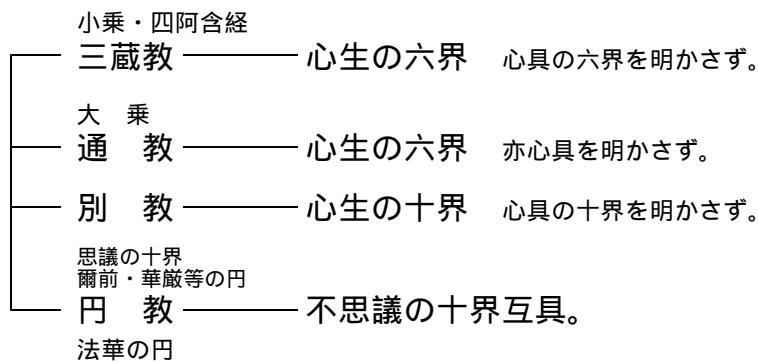 小乗・四阿含経
三蔵教 心生の六界 心具の六界を明かさず。
大 乗
通 教 心生の六界 亦心具を明かさず。
別 教 心生の十界 心具の十界を明かさず。
思議の十界
爾前・華厳等の円
円 教 不思議の十界互具。
法華の円